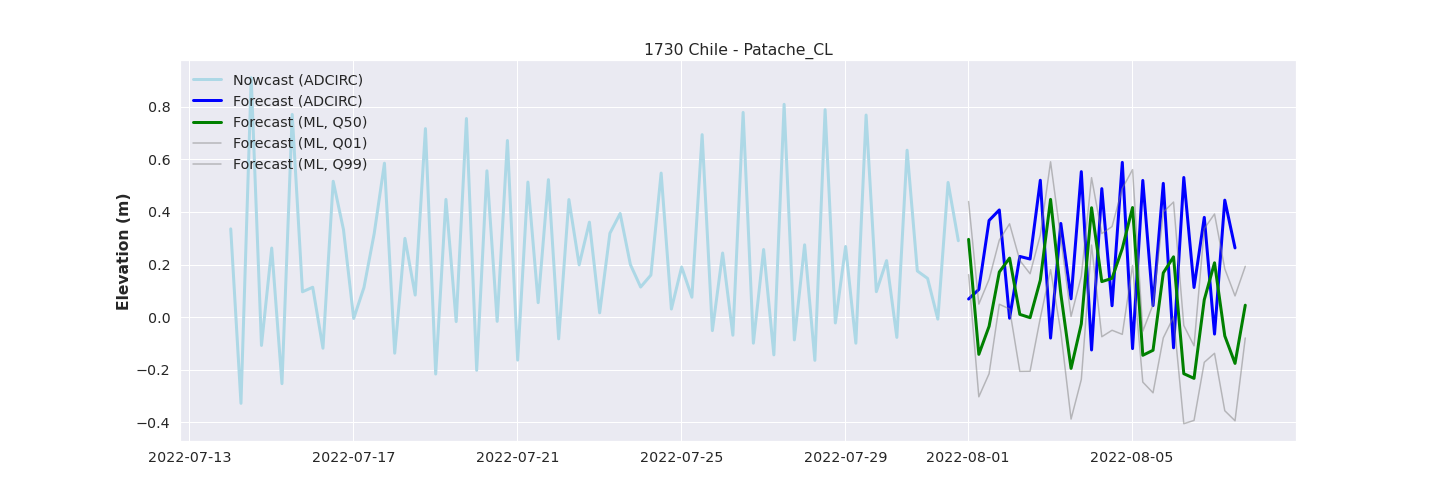 1730 Chile - Patache_CL
Nowcast (ADCIRC)
Forecast (ADCIRC)
Forecast (ML, Q50)
Forecast (ML, Q01)
Forecast (ML, Q99)
Elevation (m)
0.8
0.6
0.4
0.2
0.0
−0.2
−0.4
2022-07-13 2022-07-17 2022-07-21 2022-07-25 2022-07-29 2022-08-01 2022-08-05